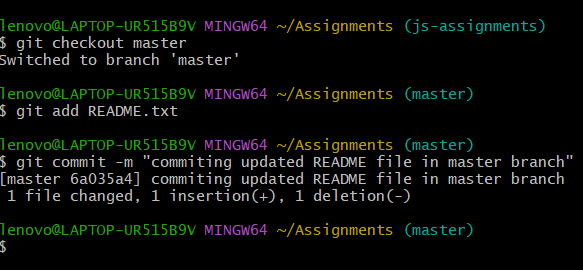 lenovo@LAPTOP-UR515B9V MINGW64 ~/Assignments (js-assignments)
$ git checkout master
Switched to branch 'master'
lenovo@LAPTOP-UR515B9V MINGW64 ~/Assignments (master)
$ git add README.txt
lenovo@LAPTOP-UR515B9V MINGW64 ~/Assignments (master)
$ git commit -m "commiting updated README file in master branch"
[master 6a035a4] commiting updated README file in master branch
1 file changed, 1 insertion(+), 1 deletion(-)
lenovo@LAPTOP-UR515B9V MINGW64 ~/Assignments (master)
$